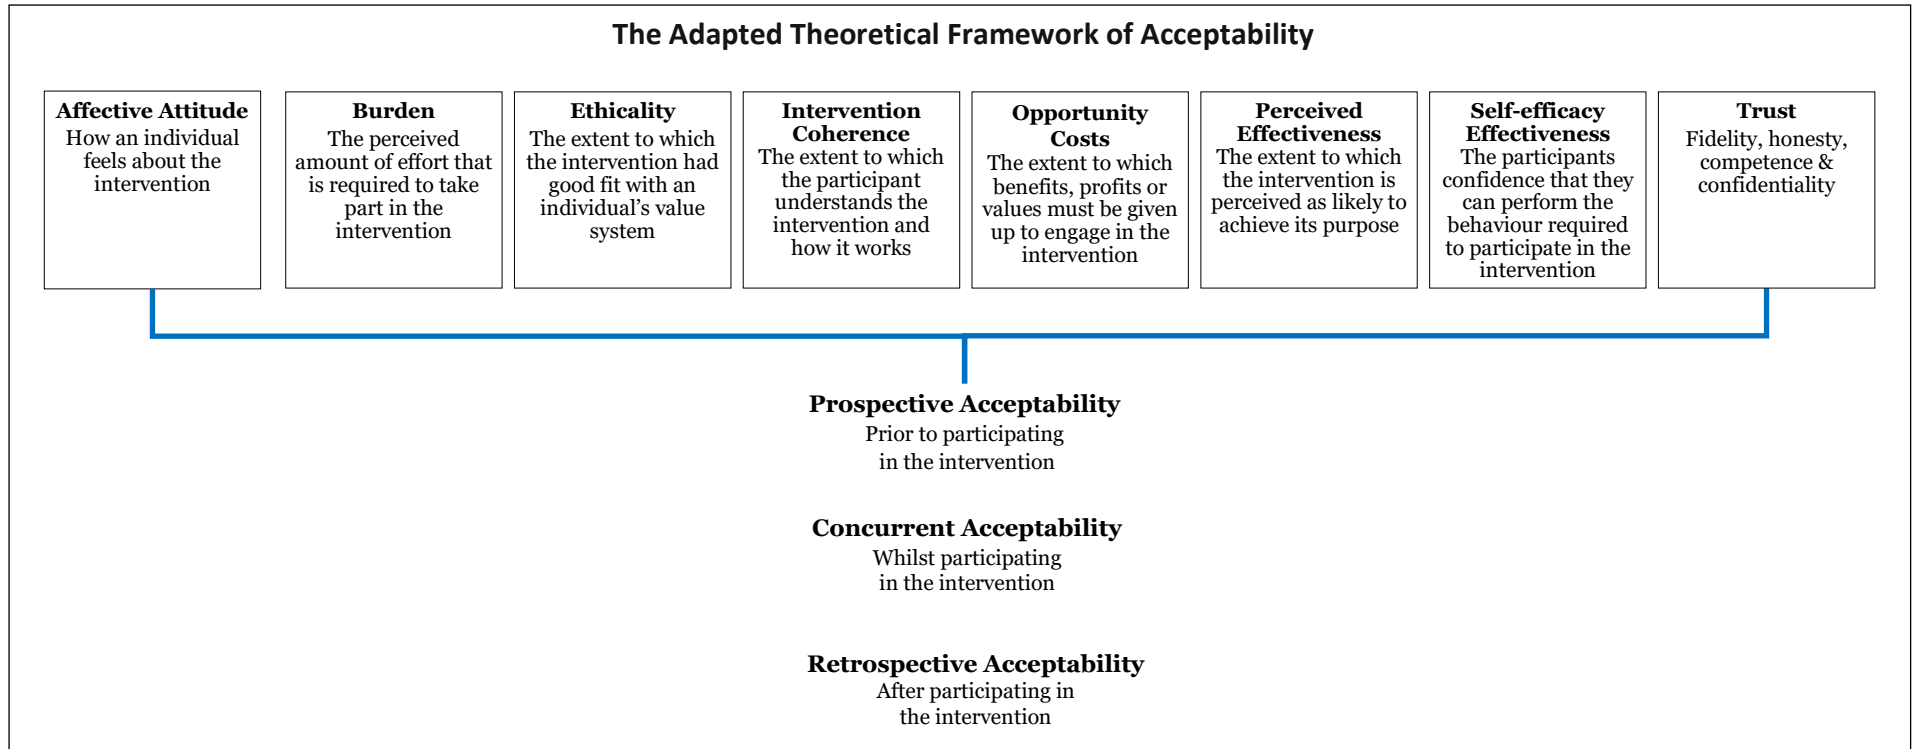 The Adapted Theoretical Framework of Acceptability
Affective Attitude
How an individual
feels about the
intervention
Burden
The perceived
amount of effort that
is required to take
part in the
intervention
Ethicality
The extent to which
the intervention had
good fit with an
individual’s value
system
Intervention
Coherence
The extent to which
the participant
understands the
intervention and
how it works
Opportunity
Costs
The extent to which
benefits, profits or
values must be given
up to engage in the
intervention
Perceived
Effectiveness
The extent to which
the intervention is
perceived as likely to
achieve its purpose
Self-efficacy
Effectiveness
The participants
confidence that they
can perform the
behaviour required
to participate in the
intervention
Trust
Fidelity, honesty,
competence &
confidentiality
Prospective Acceptability
Prior to participating
in the intervention
Concurrent Acceptability
Whilst participating
in the intervention
Retrospective Acceptability
After participating in
the intervention